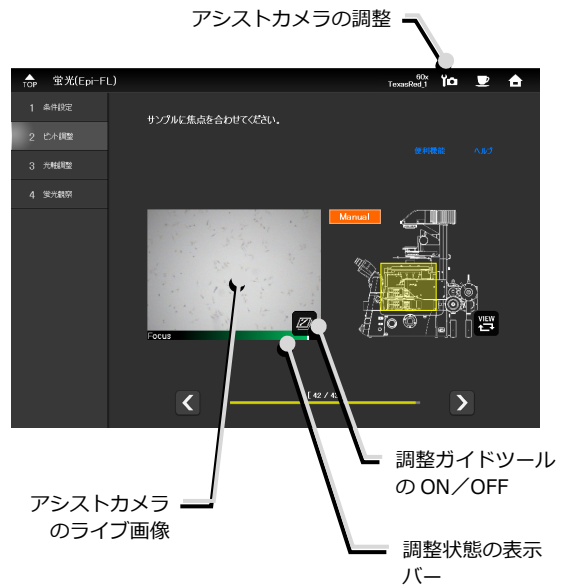 アシストカメラの調整
TOP
蛍光(Epi-FL)
60x
TexasRed_1
1 条件設定
2 ピント調整
3 光軸調整
4 蛍光観察
サンプルに焦点を合わせてください。
便利機能 ヘルプ
Manual
Focus
VIEW
[ 42 / 43
調整ガイドツール
の ON／OFF
アシストカメラ
のライブ画像
調整状態の表示
バー